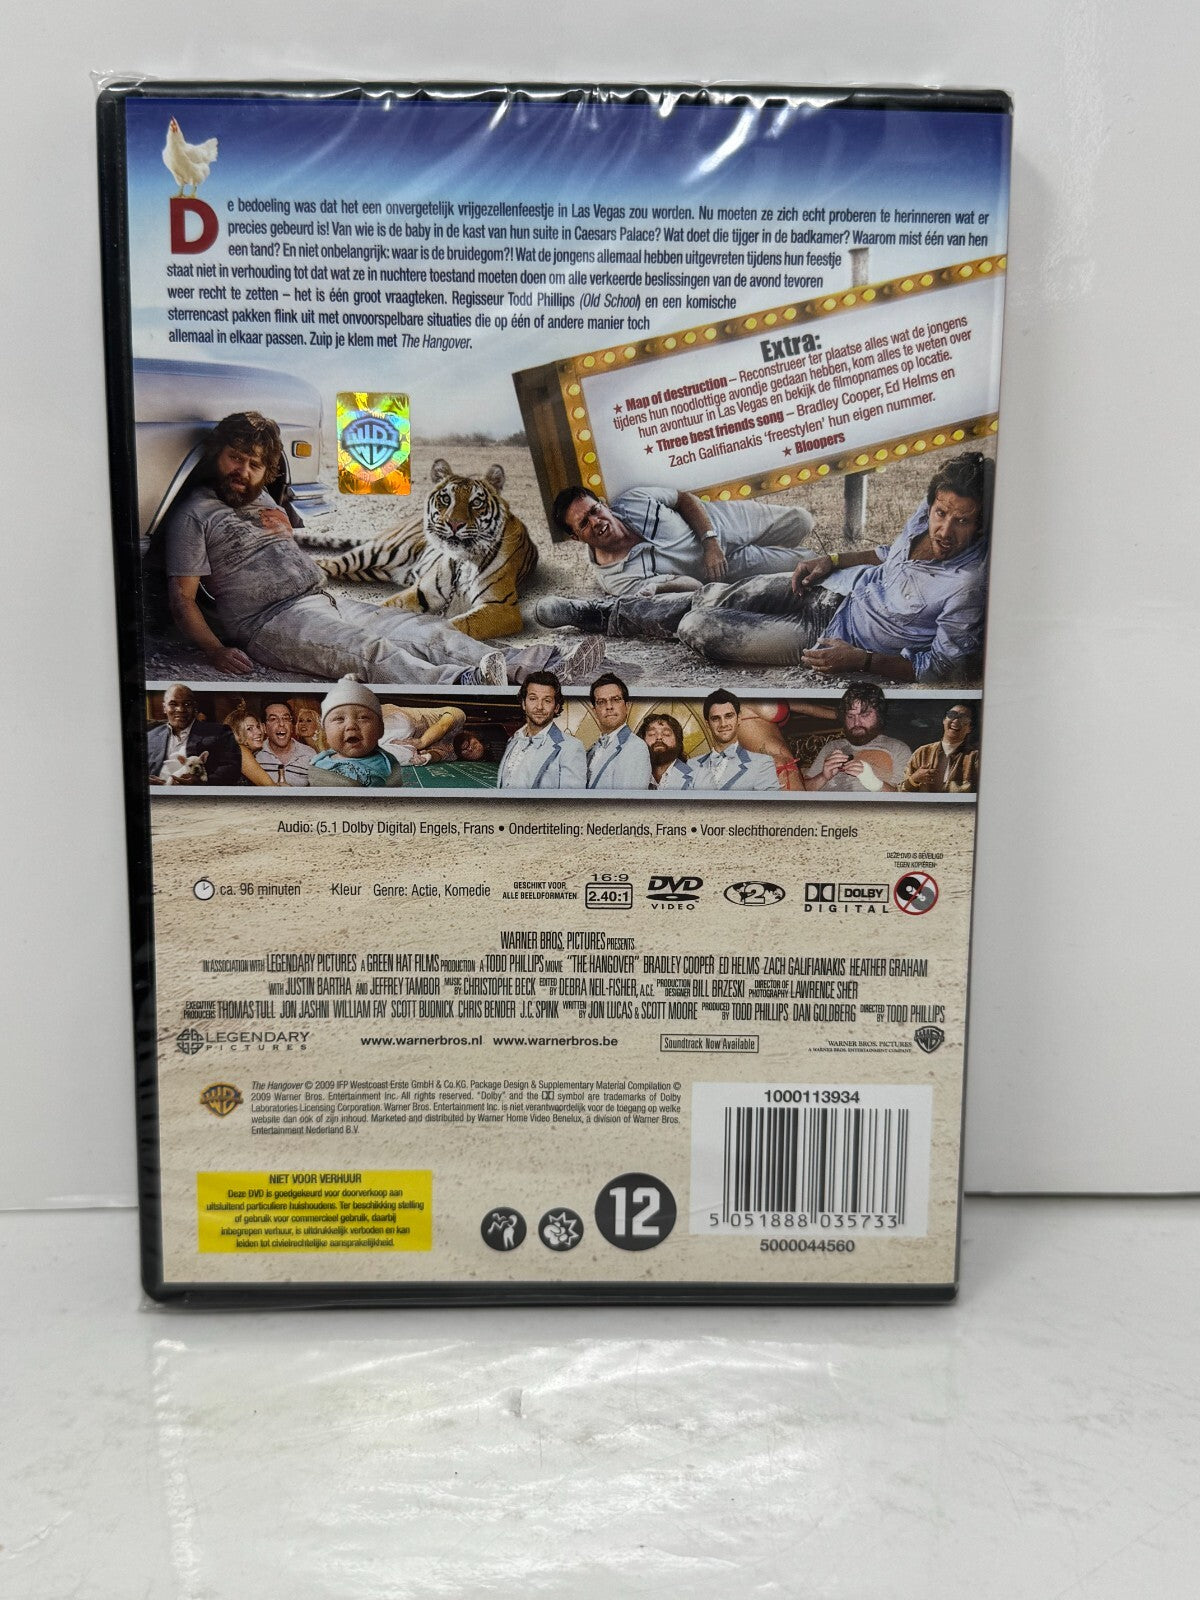 De bedoeling was dat het een onvergetelijk vrijgezellenfeestje in Las Vegas zou worden. Nu moeten ze zich echt proberen te herinneren wat er
precies gebeurd is! Van wie is de baby in de kast van hun suite in Caesars Palace? Wat doet die tijger in de badkamer? Waarom mist één van hen
een tand? En niet onbelangrijk: waar is de bruidegom?! Wat de jongens allemaal hebben uitgevreten tijdens hun feestje
staat niet in verhouding tot dat wat ze in nuchtere toestand moeten doen om alle verkeerde beslissingen van de avond tevoren
weer recht te zetten – het is één groot vraagteken. Regisseur Todd Phillips (Old School) en een komische
sterrencast pakken flink uit met onvoorspelbare situaties die op één of andere manier toch
allemaal in elkaar passen. Zuip je klem met The Hangover.
Extra:
★ Map of destruction – Reconstrueer ter plaatse alles wat de jongens
tijdens hun noodlottige avondje gedaan hebben, kom alles te weten over
hun avontuur in Las Vegas en bekijk de filmopnames op locatie.
★ Three best friends song – Bradley Cooper, Ed Helms en
Zach Galifianakis 'freestylen' hun eigen nummer.
★ Bloopers
Audio: (5.1 Dolby Digital) Engels, Frans • Ondertiteling: Nederlands, Frans • Voor slechthorenden: Engels
DEZE DVD IS BEVEILIGD
TEGEN KOPIËREN
ca. 96 minuten Kleur Genre: Actie, Komedie GESCHIKT VOOR
ALLE BEELDFORMATEN 16:9
2.40:1 DVD
VIDEO 2 DOLBY
DIGITAL
WARNER BROS. PICTURES PRESENTS
IN ASSOCIATION WITH LEGENDARY PICTURES A GREEN HAT FILMS PRODUCTION A TODD PHILLIPS MOVIE "THE HANGOVER" BRADLEY COOPER ED HELMS ZACH GALIFIANAKIS HEATHER GRAHAM
WITH JUSTIN BARTHA AND JEFFREY TAMBOR MUSIC BY CHRISTOPHE BECK EDITED BY DEBRA NEIL-FISHER, A.C.E. PRODUCTION DESIGNER BILL BRZESKI DIRECTOR OF PHOTOGRAPHY LAWRENCE SHER
EXECUTIVE PRODUCERS THOMAS TULL JON JASHNI WILLIAM FAY SCOTT BUDNICK CHRIS BENDER J.C. SPINK WRITTEN BY JON LUCAS & SCOTT MOORE PRODUCED BY TODD PHILLIPS DAN GOLDBERG DIRECTED BY TODD PHILLIPS
LEGENDARY
PICTURES
www.warnerbros.nl www.warnerbros.be
Soundtrack Now Available
WARNER BROS. PICTURES
A WARNER BROS. ENTERTAINMENT COMPANY
The Hangover © 2009 IFP Westcoast Erste GmbH & Co.KG. Package Design & Supplementary Material Compilation ©
2009 Warner Bros. Entertainment Inc. All rights reserved. "Dolby" and the symbol are trademarks of Dolby
Laboratories Licensing Corporation. Warner Bros. Entertainment Inc. is niet verantwoordelijk voor de toegang op welke
website dan ook of zijn inhoud. Marketed and distributed by Warner Home Video Benelux, a division of Warner Bros.
Entertainment Nederland B.V.
NIET VOOR VERHUUR
Deze DVD is goedgekeurd voor doorverkoop aan
uitsluitend particuliere huishoudens. Ter beschikking stelling
of gebruik voor commercieel gebruik, daarbij
inbegrepen verhuur, is uitdrukkelijk verboden en kan
leiden tot civielrechtelijke aansprakelijkheid.
12
1000113934
5 051888 035733
5000044560